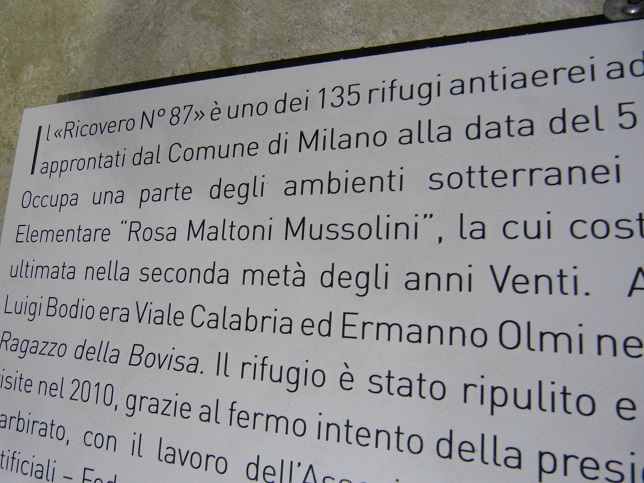 Il «Ricovero N° 87» è uno dei 135 rifugi antiaerei ad
approntati dal Comune di Milano alla data del 5
Occupa una parte degli ambienti sotterranei
Elementare “Rosa Maltoni Mussolini”, la cui cost
ultimata nella seconda metà degli anni Venti. A
Luigi Bodio era Viale Calabria ed Ermanno Olmi ne
Ragazzo della Bovisa. Il rifugio è stato ripulito e
isite nel 2010, grazie al fermo intento della presi
arbirato, con il lavoro dell'Assoc
tificiali – Fed